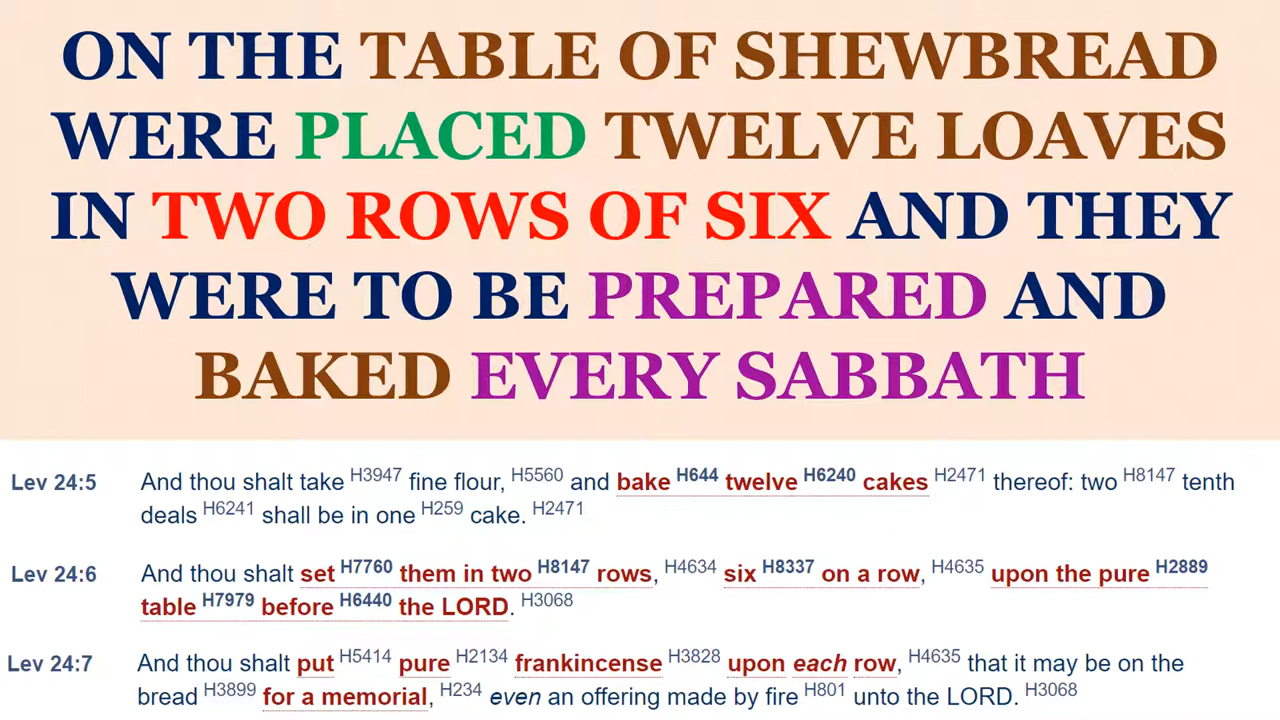 ON THE TABLE OF SHEWBREAD
WERE PLACED TWELVE LOAVES
IN TWO ROWS OF SIX AND THEY
WERE TO BE PREPARED AND
BAKED EVERY SABBATH
Lev 24:5 And thou shalt take H3947 fine flour, H5560 and bake H644 twelve H6240 cakes H2471 thereof: two H8147 tenth
deals H6241 shall be in one H259 cake. H2471
Lev 24:6 And thou shalt set H7760 them in two H8147 rows, H4634 six H8337 on a row, H4635 upon the pure H2889
table H7979 before H6440 the LORD. H3068
Lev 24:7 And thou shalt put H5414 pure H2134 frankincense H3828 upon each row, H4635 that it may be on the
bread H3899 for a memorial, H234 even an offering made by fire H801 unto the LORD. H3068